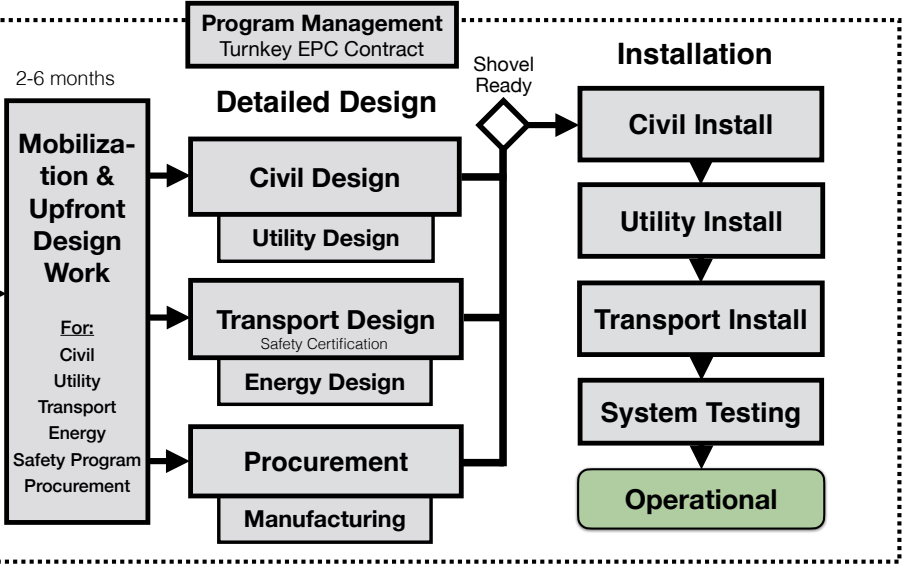 Program Management
Turnkey EPC Contract
2-6 months
Mobiliza-
tion &
Upfront
Design
Work
For:
Civil
Utility
Transport
Energy
Safety Program
Procurement
Detailed Design
Civil Design
Utility Design
Transport Design
Safety Certification
Energy Design
Procurement
Manufacturing
Shovel
Ready
Installation
Civil Install
Utility Install
Transport Install
System Testing
Operational